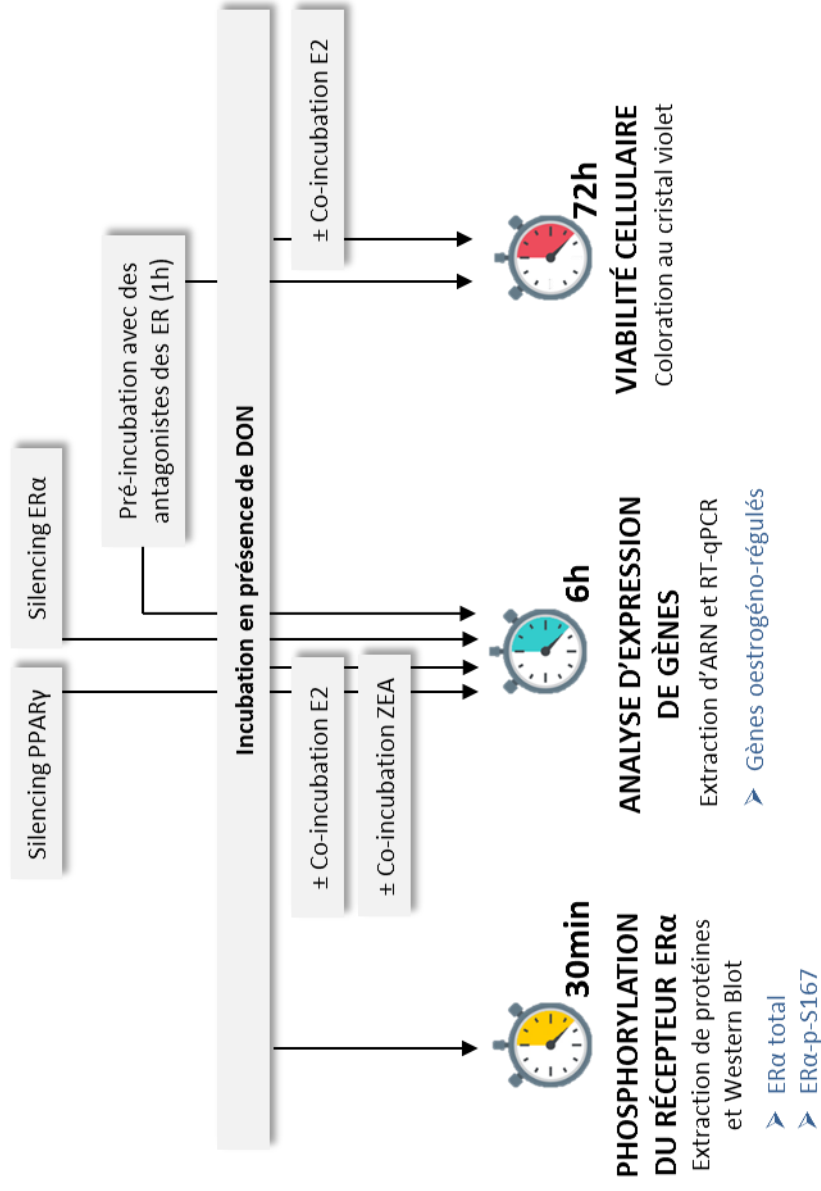 Silencing PPARγ
Silencing ERα
Pré-incubation avec des
antagonistes des ER (1h)
Incubation en présence de DON
± Co-incubation E2
± Co-incubation ZEA
± Co-incubation E2
30min
PHOSPHORYLATION
DU RÉCEPTEUR ERα
Extraction de protéines
et Western Blot
➢ ERα total
➢ ERα-p-S167
6h
ANALYSE D’EXPRESSION
DE GÈNES
Extraction d’ARN et RT-qPCR
➢ Gènes oestrogéno-régulés
72h
VIABILITÉ CELLULAIRE
Coloration au cristal violet